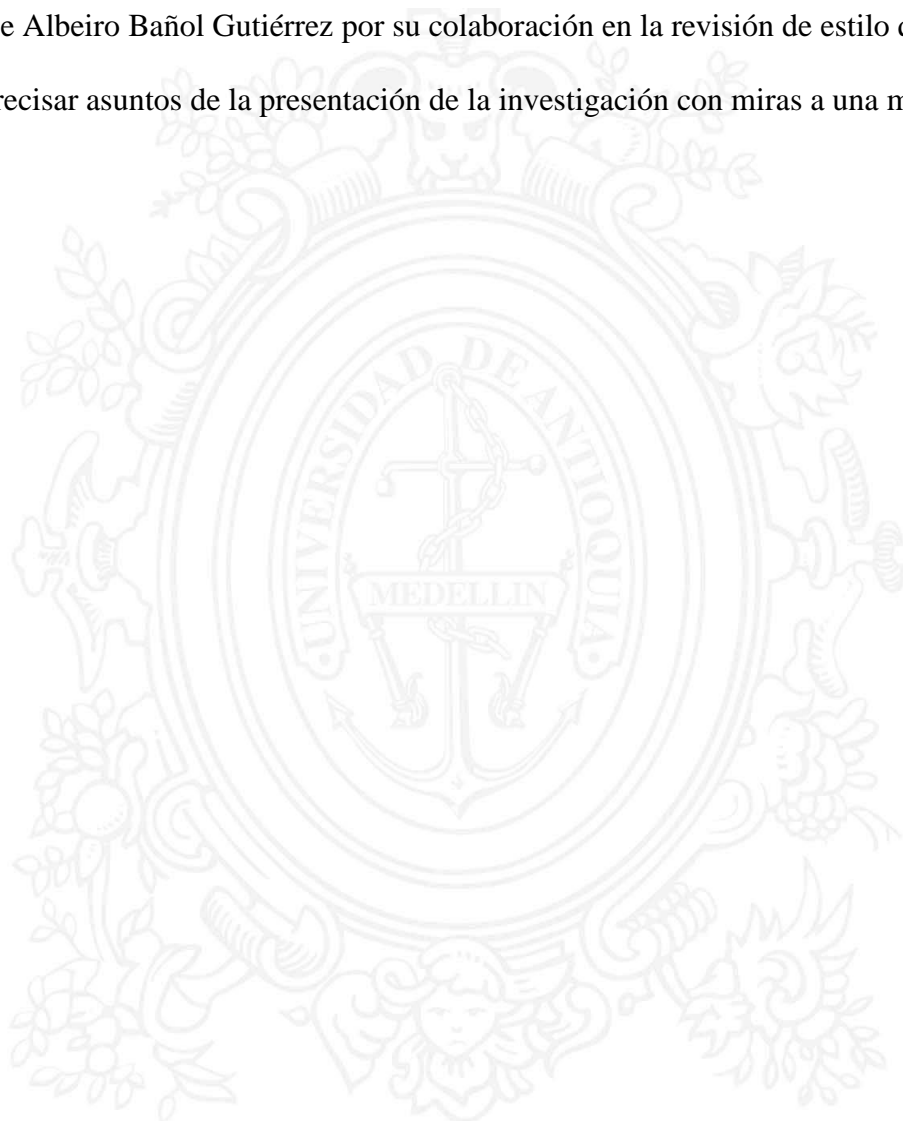 e Albeiro Bañol Gutiérrez por su colaboración en la revisión de estilo
recisar asuntos de la presentación de la investigación con miras a una
UNIVERSIDAD DE ANTIOQUIA
MEDELLIN